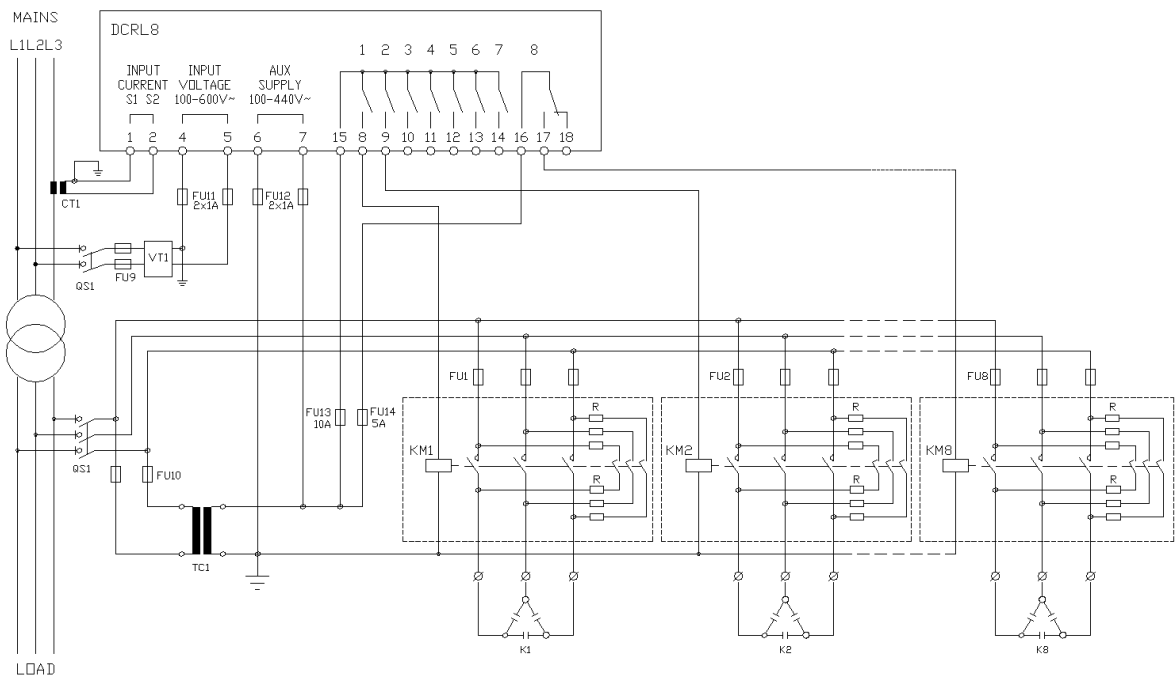 MAINS
L1L2L3
DCRL8
1 2 3 4 5 6 7 8
INPUT
CURRENT
S1 S2
INPUT
VOLTAGE
100-600V~
AUX
SUPPLY
100-440V~
1 2 4 5 6 7 15 8 9 10 11 12 13 14 16 17 18
CT1
FU11
2x1A
FU12
2x1A
VT1
FU9
QS1
FU1
FU2
FU8
FU13
10A
FU14
5A
R
R
R
KM1
KM2
KM8
QS1
FU10
R
R
R
TC1
K1
K2
K8
LOAD